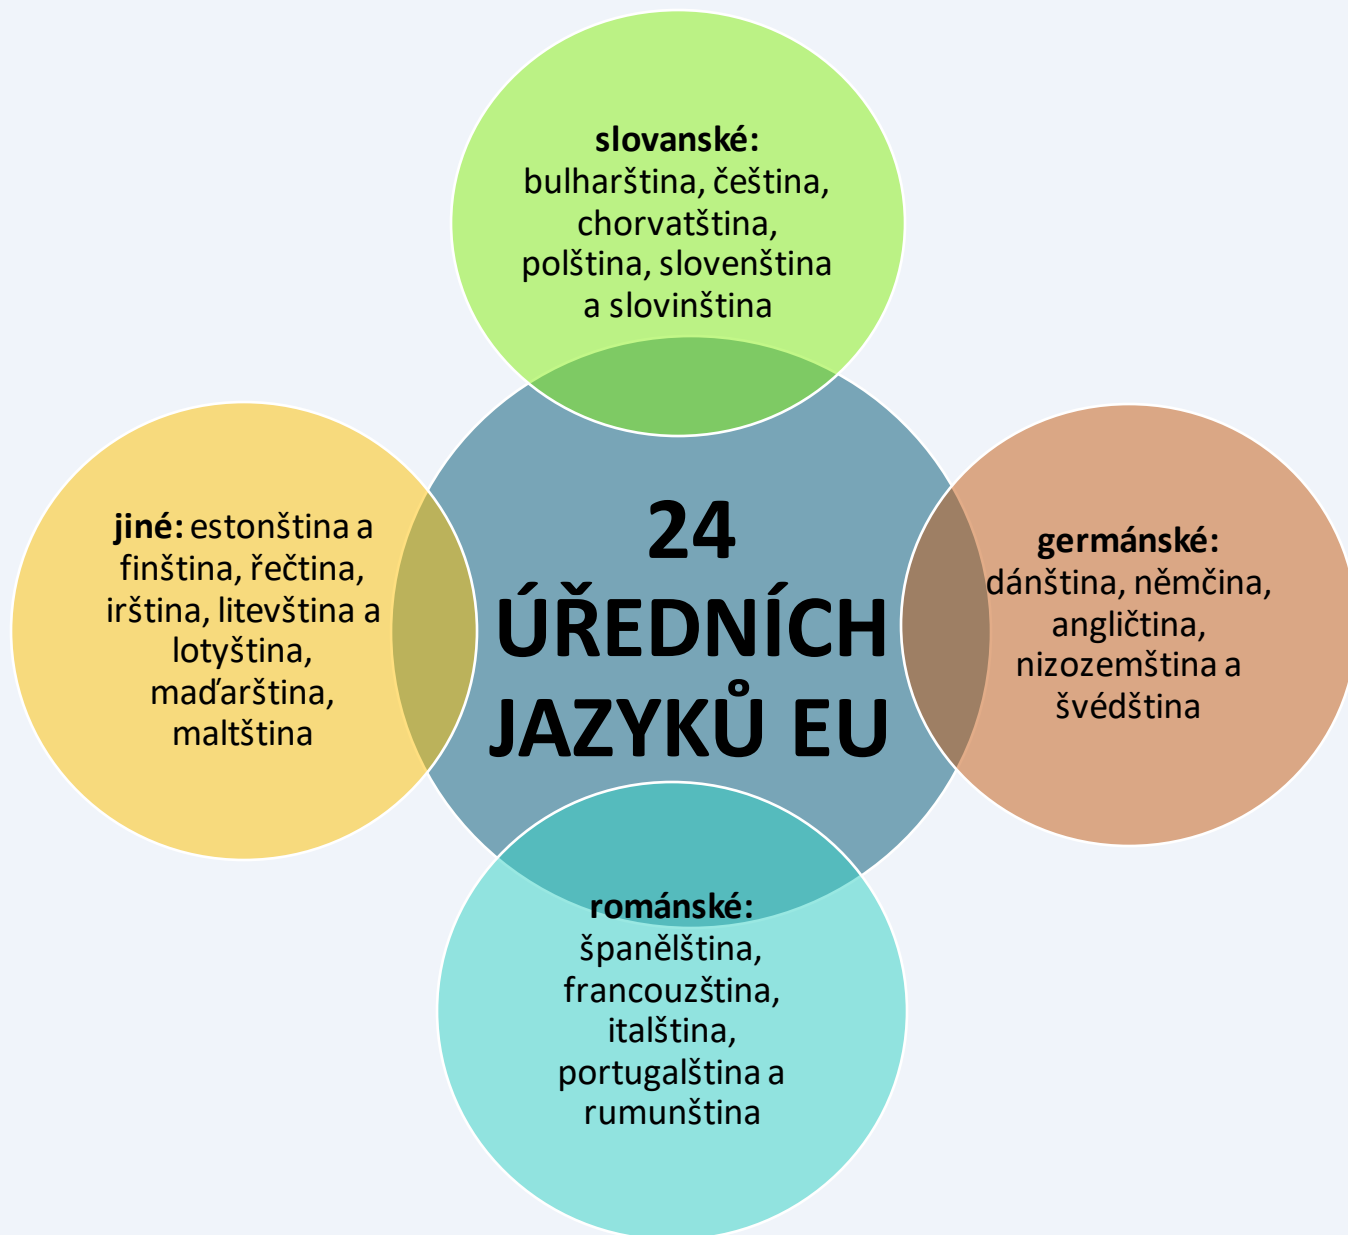 slovanské:
bulharština, čeština,
chorvatština,
polština, slovenština
a slovinština
jiné: estonština a
finština, řečtina,
irština, litevština a
lotyština,
maďarština,
maltština
24
ÚŘEDNÍCH
JAZYKŮ EU
germánské:
dánština, němčina,
angličtina,
nizozemština a
švédština
románské:
španělština,
francouzština,
italština,
portugalština a
rumunština